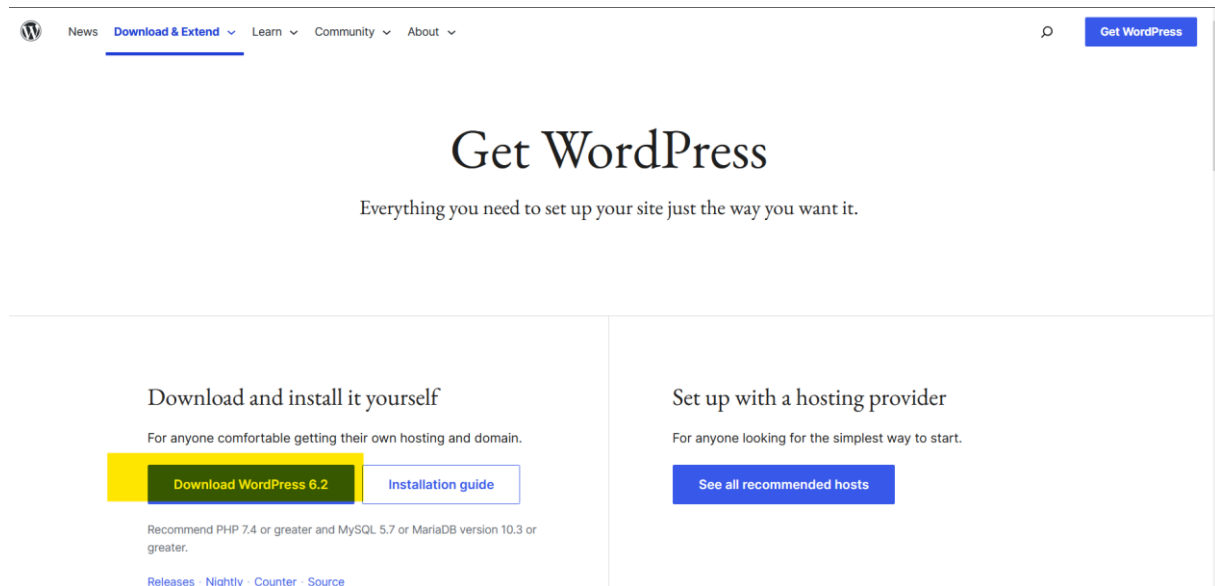 News Download & Extend Learn Community About Get WordPress
Get WordPress
Everything you need to set up your site just the way you want it.
Download and install it yourself
For anyone comfortable getting their own hosting and domain.
Download WordPress 6.2 Installation guide
Recommend PHP 7.4 or greater and MySQL 5.7 or MariaDB version 10.3 or
greater.
Releases · Nightly · Counter · Source
Set up with a hosting provider
For anyone looking for the simplest way to start.
See all recommended hosts